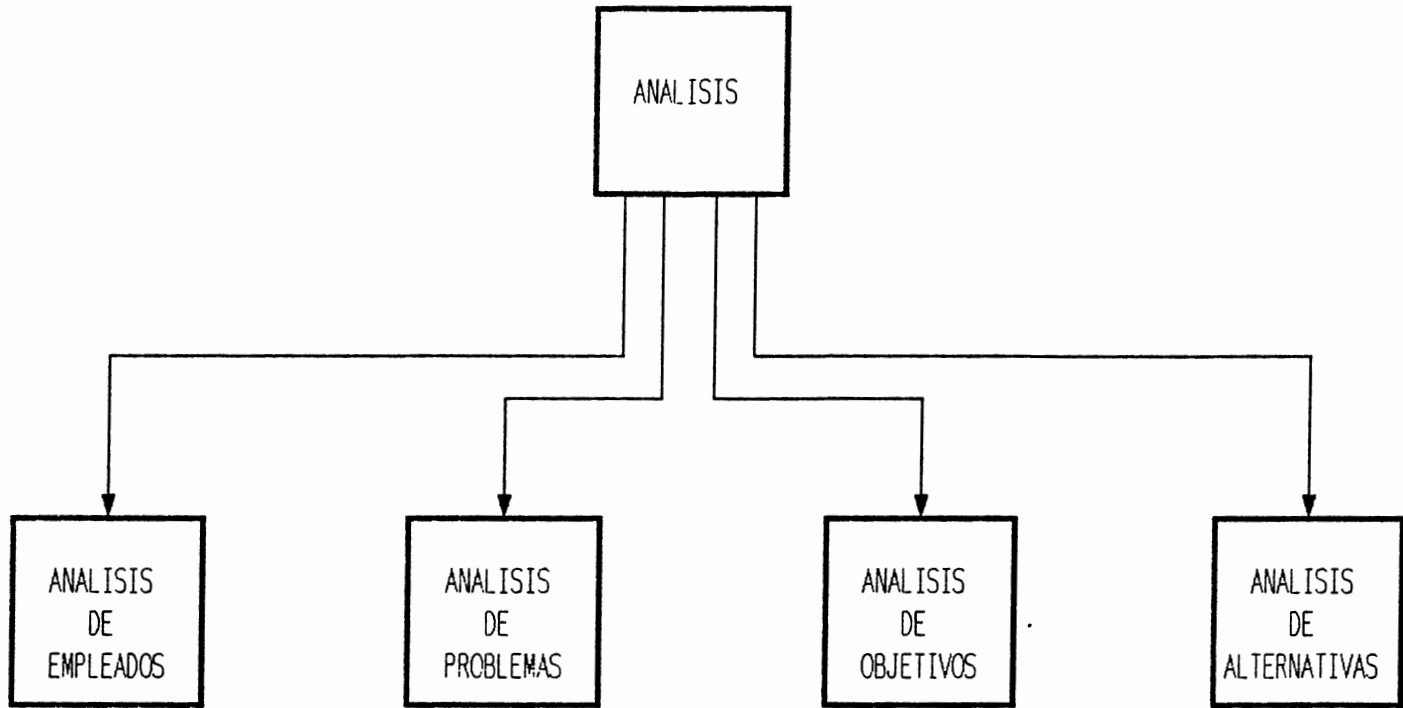 ANALISIS
ANALISIS
DE
EMPLEADOS
ANALISIS
DE
PROBLEMAS
ANALISIS
DE
OBJETIVOS
ANALISIS
DE
ALTERNATIVAS